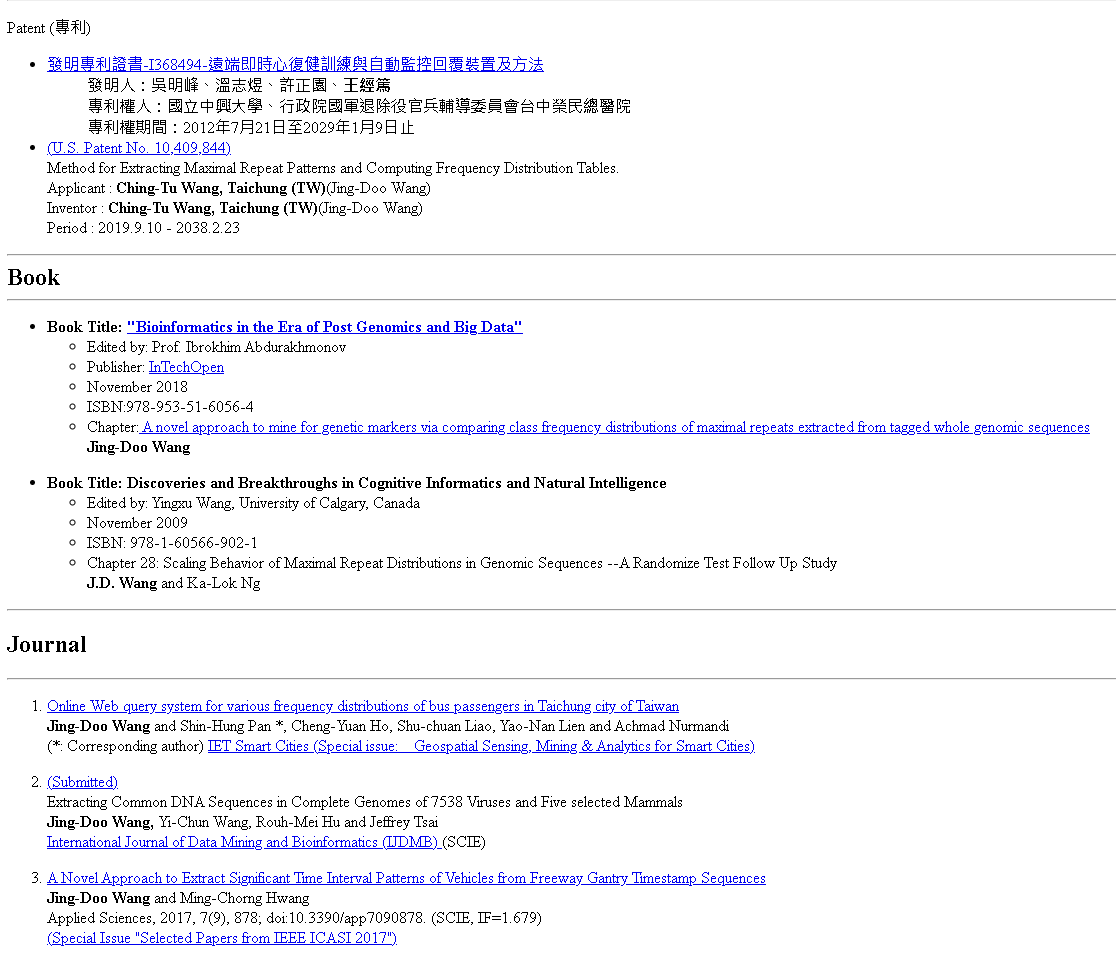 Patent (專利)
發明專利證書-I368494-遠端即時心復健訓練與自動監控回覆裝置及方法
發明人：吳明峰、溫志煜、許正園、王經篤
專利權人：國立中興大學、行政院國軍退除役官兵輔導委員會台中榮民總醫院
專利權期間：2012年7月21日至2029年1月9日止
(U.S. Patent No. 10,409,844)
Method for Extracting Maximal Repeat Patterns and Computing Frequency Distribution Tables.
Applicant : Ching-Tu Wang, Taichung (TW)(Jing-Doo Wang)
Inventor : Ching-Tu Wang, Taichung (TW)(Jing-Doo Wang)
Period : 2019.9.10 - 2038.2.23
Book
Book Title: "Bioinformatics in the Era of Post Genomics and Big Data"
Edited by: Prof. Ibrokhim Abdurakhmonov
Publisher: InTechOpen
November 2018
ISBN:978-953-51-6056-4
Chapter: A novel approach to mine for genetic markers via comparing class frequency distributions of maximal repeats extracted from tagged whole genomic sequences
Jing-Doo Wang
Book Title: Discoveries and Breakthroughs in Cognitive Informatics and Natural Intelligence
Edited by: Yingxu Wang, University of Calgary, Canada
November 2009
ISBN: 978-1-60566-902-1
Chapter 28: Scaling Behavior of Maximal Repeat Distributions in Genomic Sequences --A Randomize Test Follow Up Study
J.D. Wang and Ka-Lok Ng
Journal
1. Online Web query system for various frequency distributions of bus passengers in Taichung city of Taiwan
Jing-Doo Wang and Shin-Hung Pan *, Cheng-Yuan Ho, Shu-chuan Liao, Yao-Nan Lien and Achmad Nurmandi
(*: Corresponding author) IET Smart Cities (Special issue:　Geospatial Sensing, Mining & Analytics for Smart Cities)
2. (Submitted)
Extracting Common DNA Sequences in Complete Genomes of 7538 Viruses and Five selected Mammals
Jing-Doo Wang, Yi-Chun Wang, Rouh-Mei Hu and Jeffrey Tsai
International Journal of Data Mining and Bioinformatics (IJDMB) (SCIE)
3. A Novel Approach to Extract Significant Time Interval Patterns of Vehicles from Freeway Gantry Timestamp Sequences
Jing-Doo Wang and Ming-Chorng Hwang
Applied Sciences, 2017, 7(9), 878; doi:10.3390/app7090878. (SCIE, IF=1.679)
(Special Issue "Selected Papers from IEEE ICASI 2017")